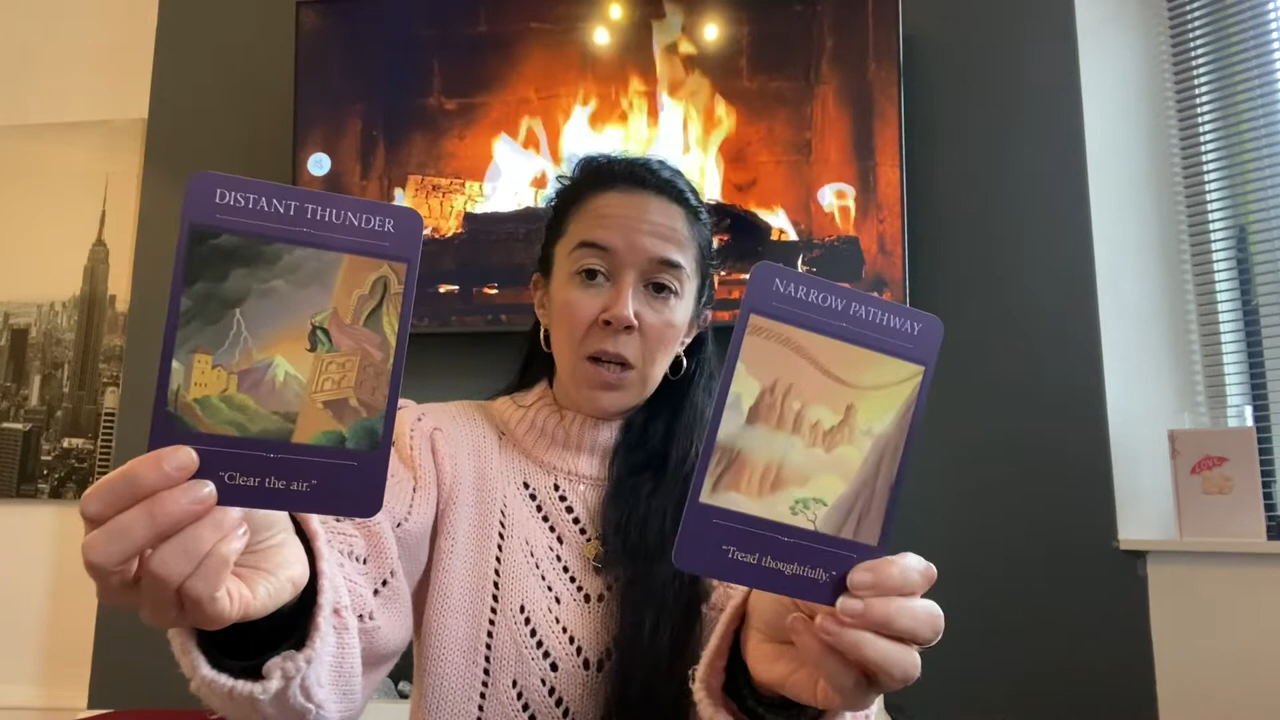 DISTANT THUNDER
“Clear the air.”
NARROW PATHWAY
“Tread thoughtfully.”
LOVE